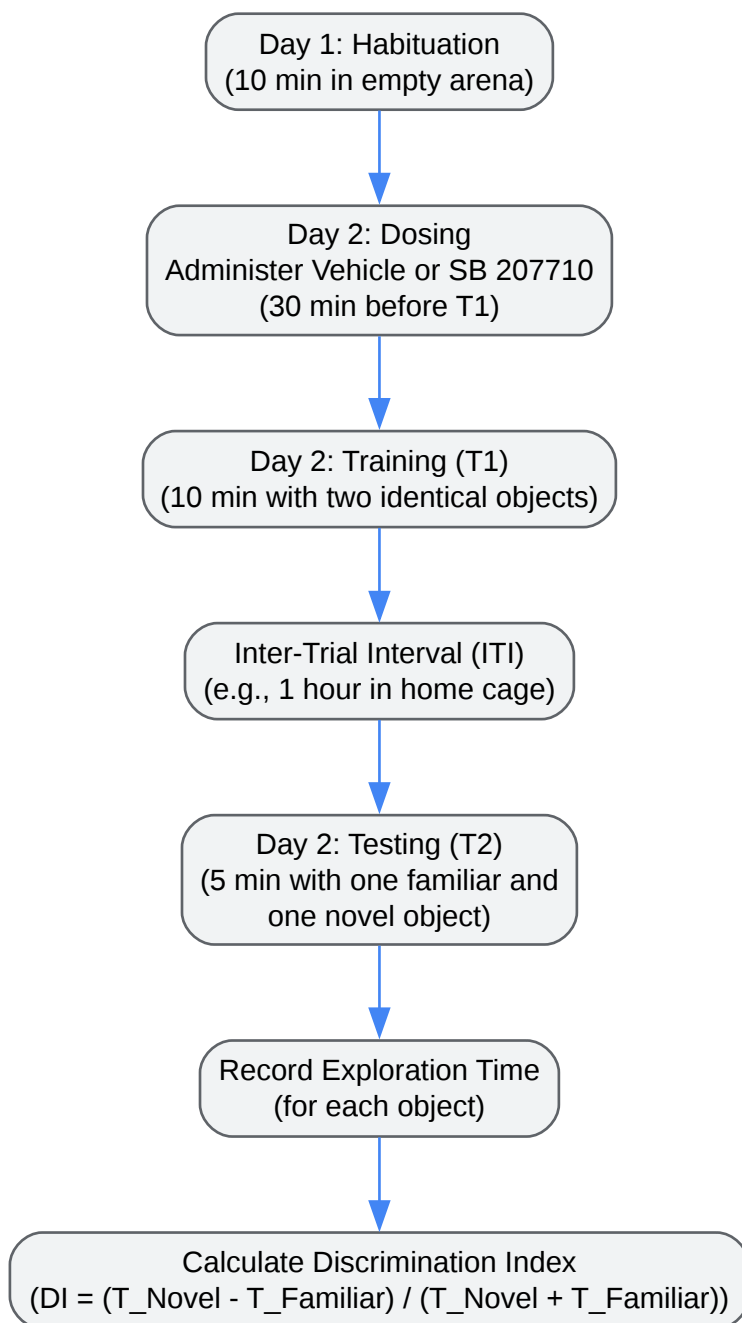 Day 1: Habituation
(10 min in empty arena)
Day 2: Dosing
Administer Vehicle or SB 207710
(30 min before T1)
Day 2: Training (T1)
(10 min with two identical objects)
Inter-Trial Interval (ITI)
(e.g., 1 hour in home cage)
Day 2: Testing (T2)
(5 min with one familiar and
one novel object)
Record Exploration Time
(for each object)
Calculate Discrimination Index
(DI = (T_Novel - T_Familiar) / (T_Novel + T_Familiar))